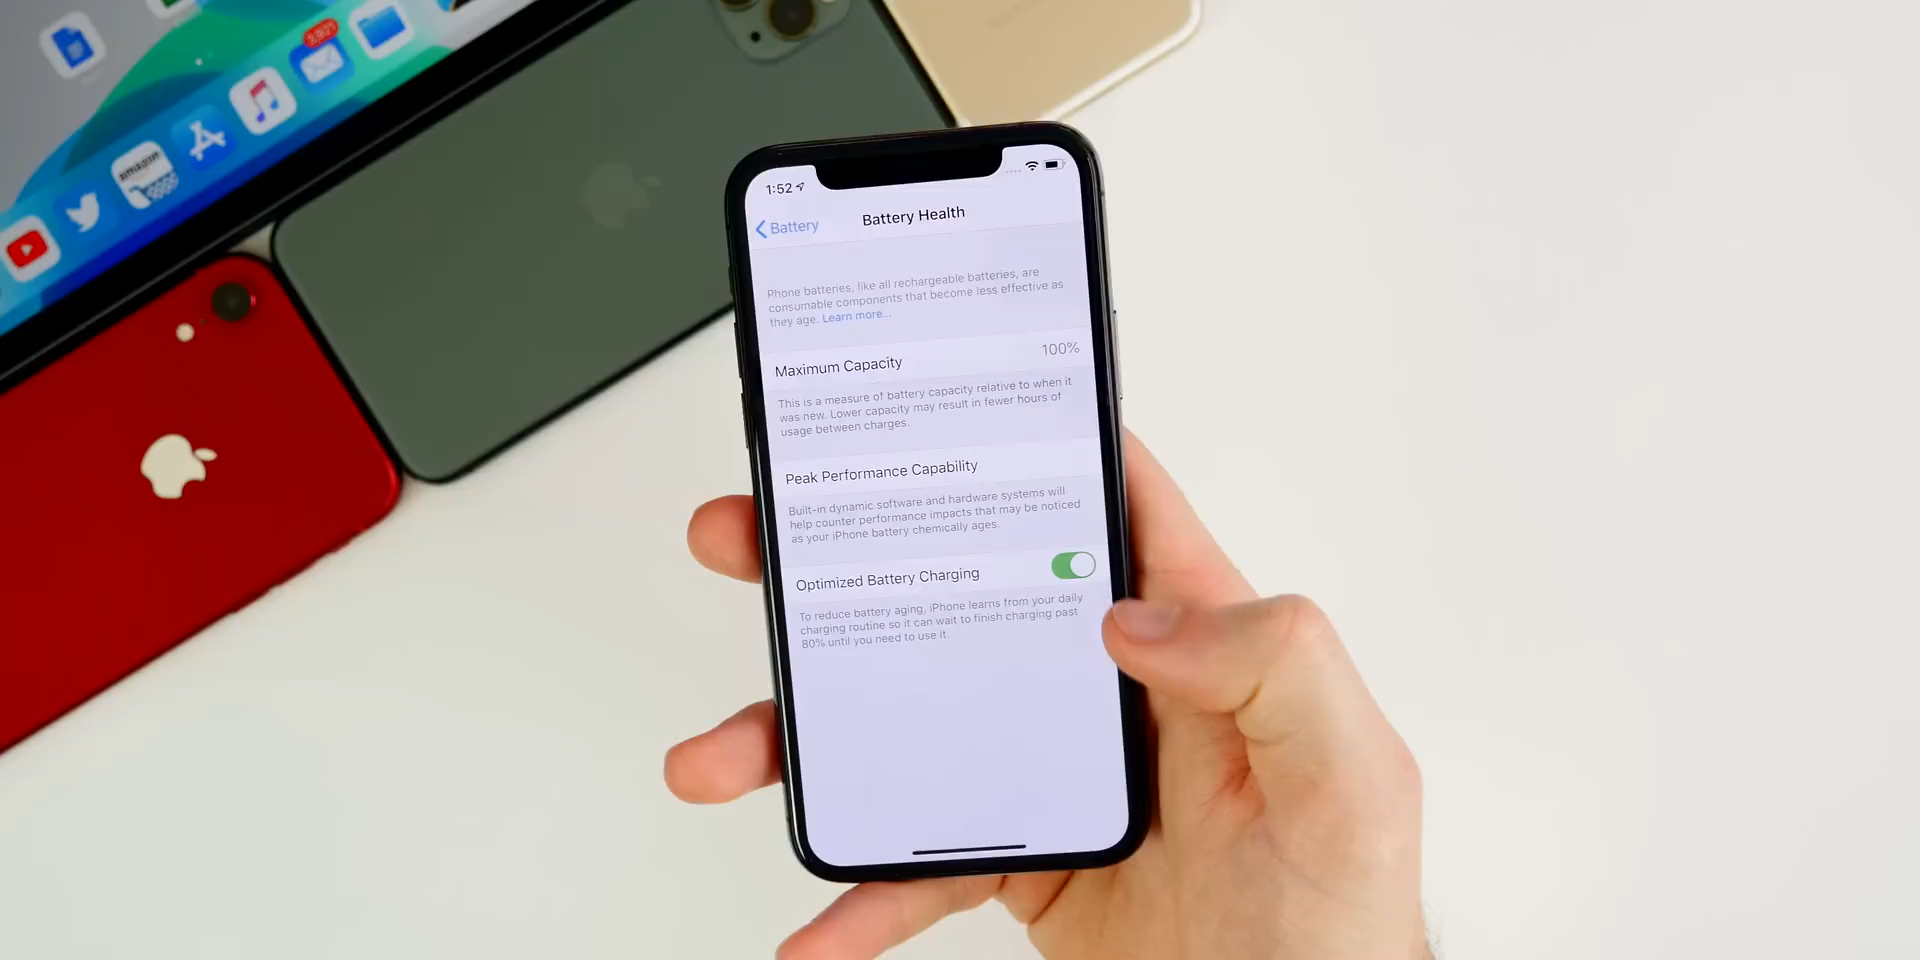 amazon
1:52
Battery
Battery Health
Phone batteries, like all rechargeable batteries, are
consumable components that become less effective as
they age. Learn more...
Maximum Capacity
100%
This is a measure of battery capacity relative to when it
was new. Lower capacity may result in fewer hours of
usage between charges.
Peak Performance Capability
Built-in dynamic software and hardware systems will
help counter performance impacts that may be noticed
as your iPhone battery chemically ages.
Optimized Battery Charging
To reduce battery aging, iPhone learns from your daily
charging routine so it can wait to finish charging past
80% until you need to use it.